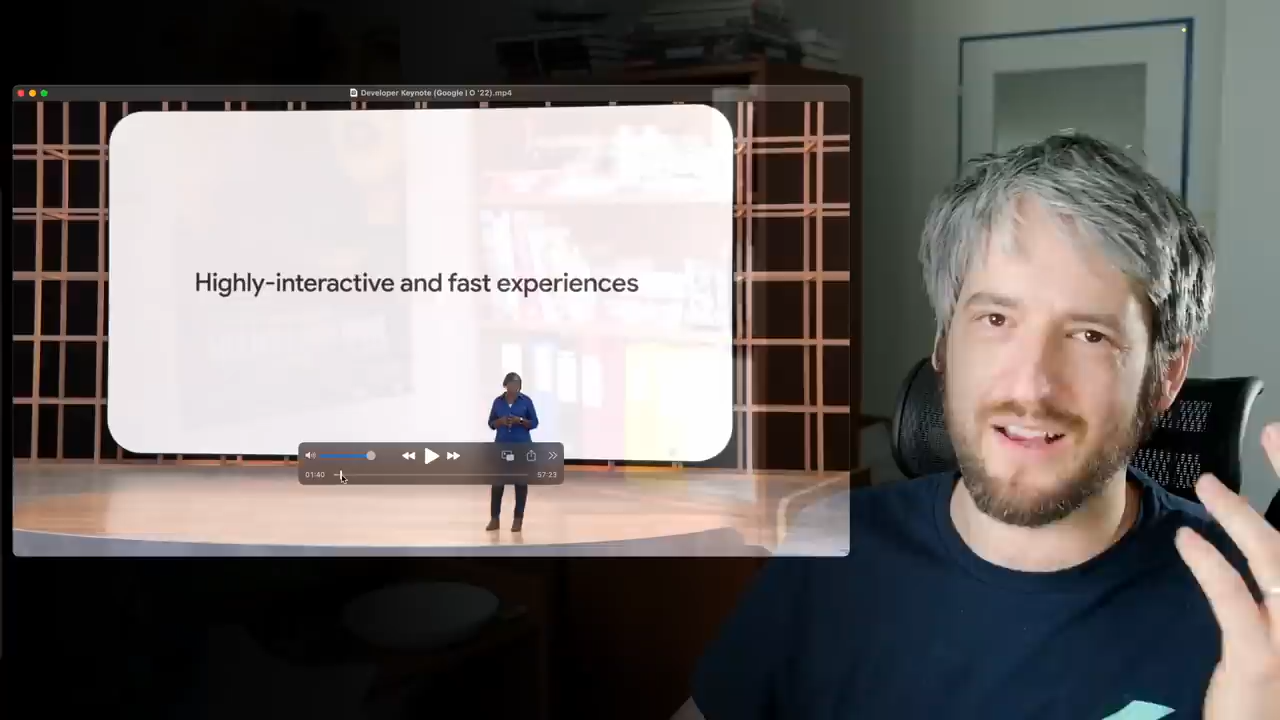 Developer Keynote (Google I O '22).mp4
Highly-interactive and fast experiences
01:40
57:23